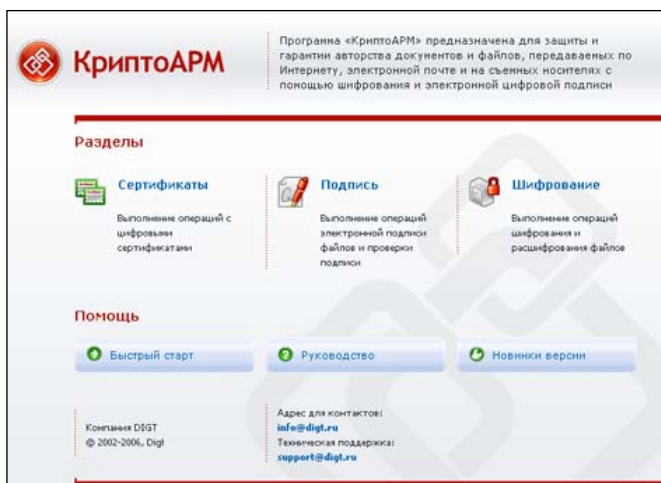 КриптоАРМ
Программа «КриптоАРМ» предназначена для защиты и
гарантии авторства документов и файлов, передаваемых по
Интернету, электронной почте и на съемных носителях с
помощью шифрования и электронной цифровой подписи
Разделы
Сертификаты
Выполнение операций с
цифровыми
сертификатами
Подпись
Выполнение операций
электронной подписи
файлов и проверки
подписи
Шифрование
Выполнение операций
шифрования и
расшифрования файлов
Помощь
Быстрый старт
Руководство
Новинки версии
Компания DIGT
© 2002-2006, Digt
Адрес для контактов:
info@digt.ru
Техническая поддержка:
support@digt.ru